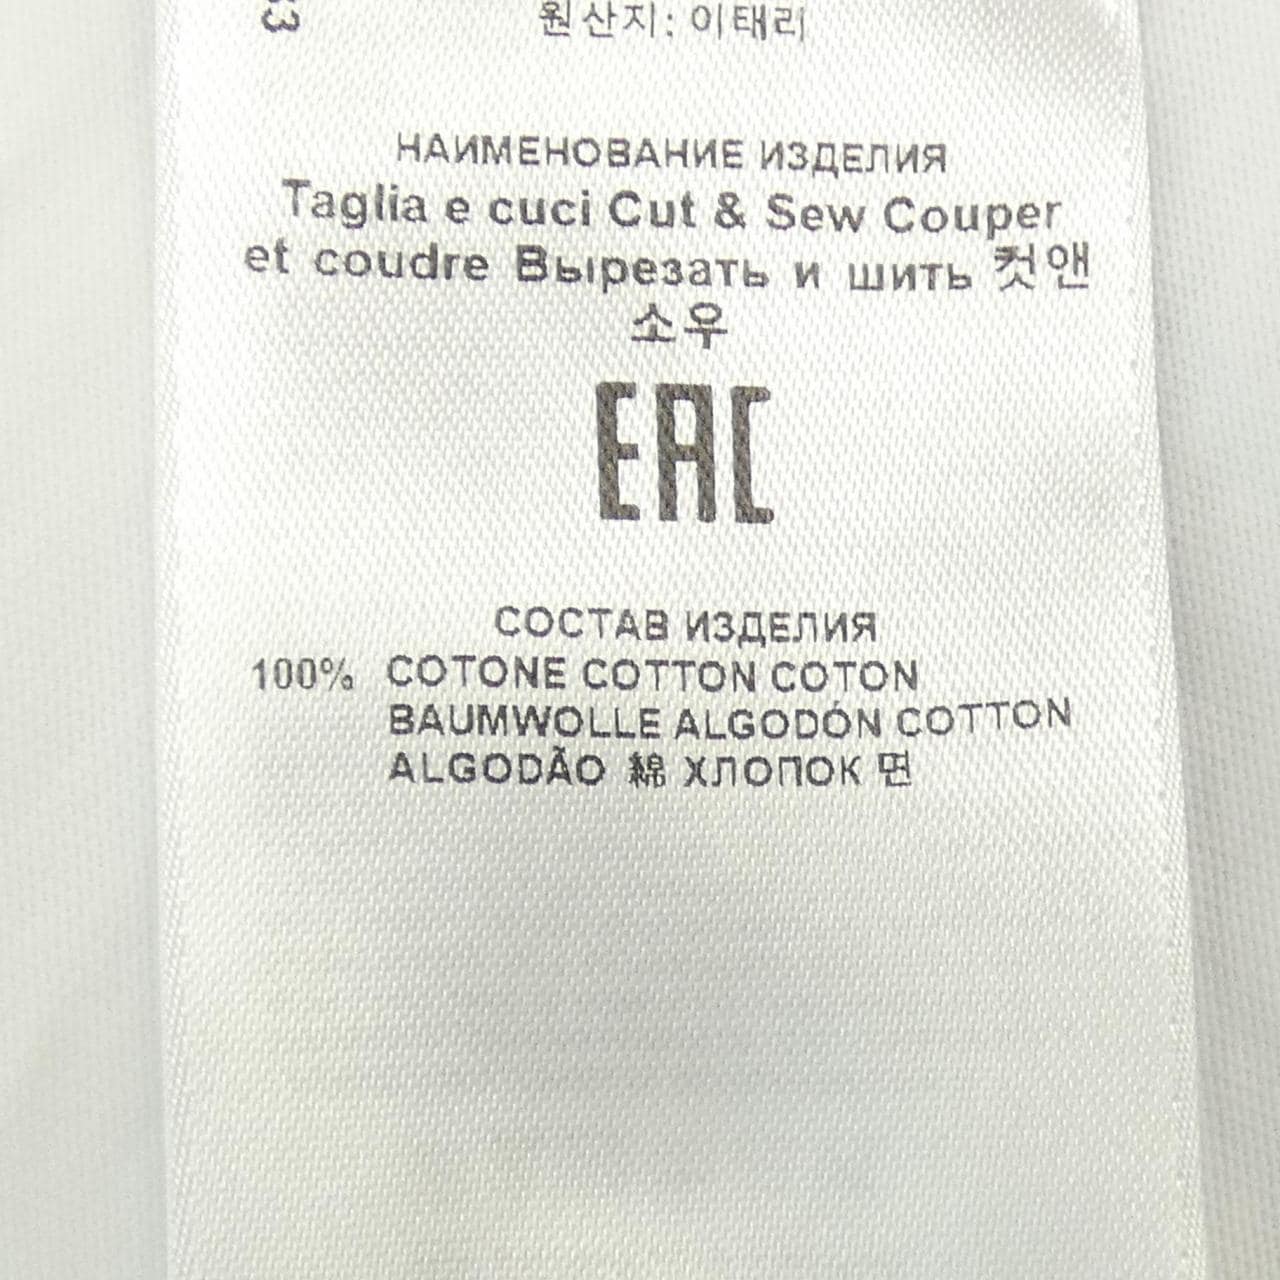 원산지: 이태리
НАИМЕНОВАНИЕ ИЗДЕЛИЯ
Taglia e cuci Cut & Sew Couper
et coudre Вырезать и шить 컷앤
소우
EAC
СОСТАВ ИЗДЕЛИЯ
100% COTONE COTTON COTON
BAUMWOLLE ALGODÓN COTTON
ALGODÃO 綿 ХЛОПОК 면